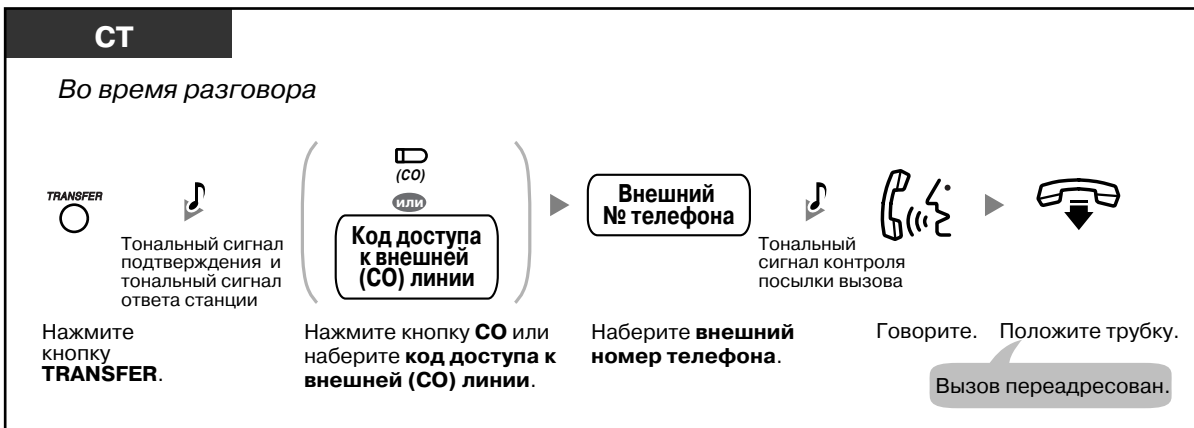 СТ
Во время разговора
TRANSFER
Тональный сигнал
подтверждения и
тональный сигнал
ответа станции
(CO)
или
Код доступа
к внешней
(CO) линии
Внешний
№ телефона
Тональный
сигнал контроля
посылки вызова
Нажмите
кнопку
TRANSFER.
Нажмите кнопку CO или
наберите код доступа к
внешней (CO) линии.
Наберите внешний
номер телефона.
Говорите.
Положите трубку.
Вызов переадресован.